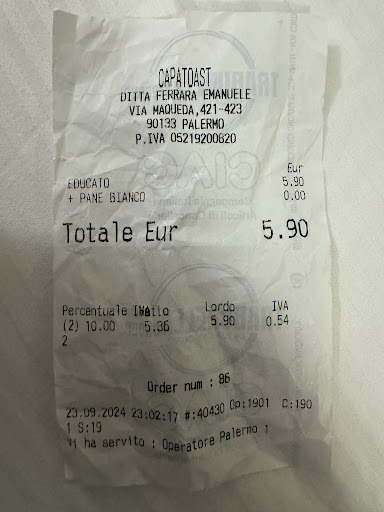 CAPATOAST
DITTA FERRARA EMANUELE
VIA MAQUEDA,421-423
90133 PALERMO
P.IVA 05219200820
Eur
EDUCATO 5.90
+ PANE BIANCO 0.00
Totale Eur 5.90
Percentuale Lordo IVA
(2) 10.00 5.36 5.90 0.54
2
Order num : 86
23.09.2024 23:02:17 #:40430 Op:1901 C:190
1 S:19
Vi ha servito : Operatore Palermo 1